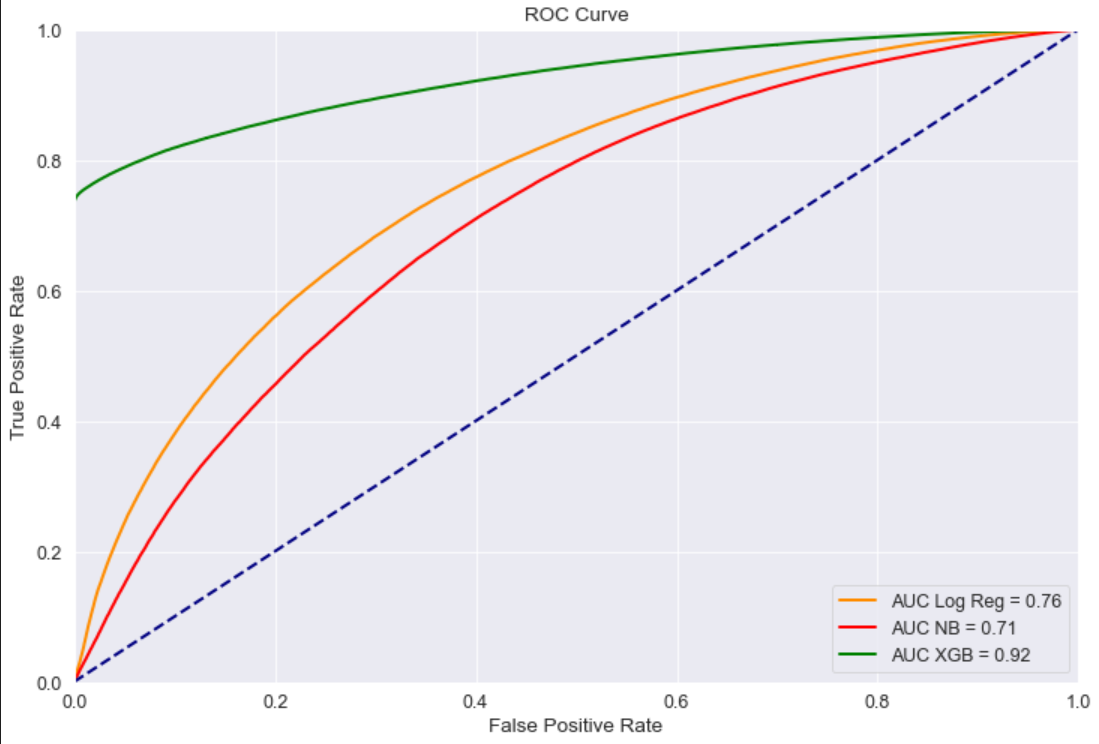 ROC Curve
1.0
0.8
0.6
0.4
0.2
0.0
True Positive Rate
AUC Log Reg = 0.76
AUC NB = 0.71
AUC XGB = 0.92
0.0 0.2 0.4 0.6 0.8 1.0
False Positive Rate